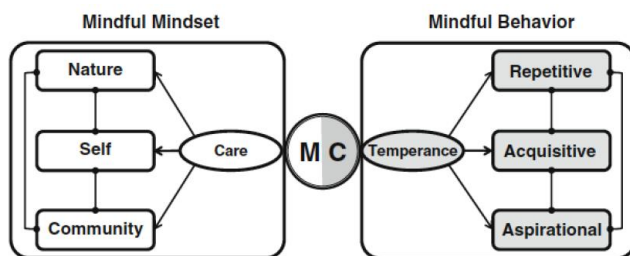 Mindful Mindset
Mindful Behavior
Nature
Self
Community
Care
M C
Temperance
Repetitive
Acquisitive
Aspirational